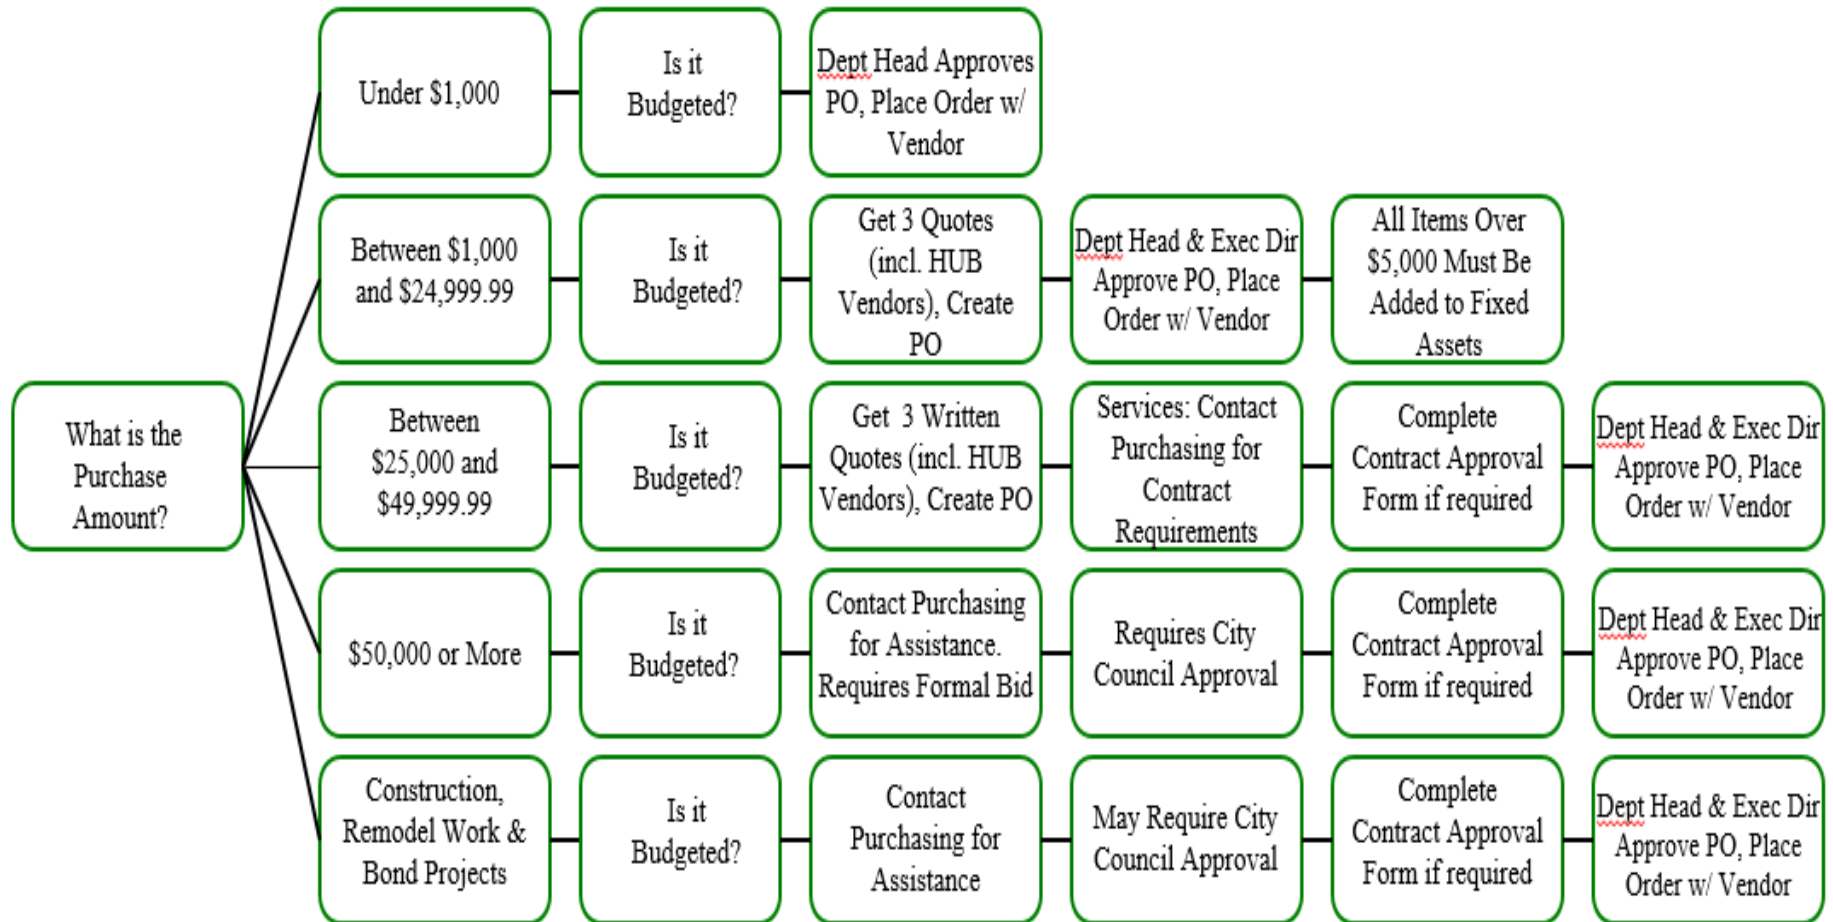 What is the
Purchase
Amount?
Under $1,000
Is it
Budgeted?
Dept Head Approves
PO, Place Order w/
Vendor
Between $1,000
and $24,999.99
Is it
Budgeted?
Get 3 Quotes
(incl. HUB
Vendors), Create
PO
Dept Head & Exec Dir
Approve PO, Place
Order w/ Vendor
All Items Over
$5,000 Must Be
Added to Fixed
Assets
Between
$25,000 and
$49,999.99
Is it
Budgeted?
Get 3 Written
Quotes (incl. HUB
Vendors), Create PO
Services: Contact
Purchasing for
Contract
Requirements
Complete
Contract Approval
Form if required
Dept Head & Exec Dir
Approve PO, Place
Order w/ Vendor
$50,000 or More
Is it
Budgeted?
Contact Purchasing
for Assistance.
Requires Formal Bid
Requires City
Council Approval
Complete
Contract Approval
Form if required
Dept Head & Exec Dir
Approve PO, Place
Order w/ Vendor
Construction,
Remodel Work &
Bond Projects
Is it
Budgeted?
Contact
Purchasing for
Assistance
May Require City
Council Approval
Complete
Contract Approval
Form if required
Dept Head & Exec Dir
Approve PO, Place
Order w/ Vendor